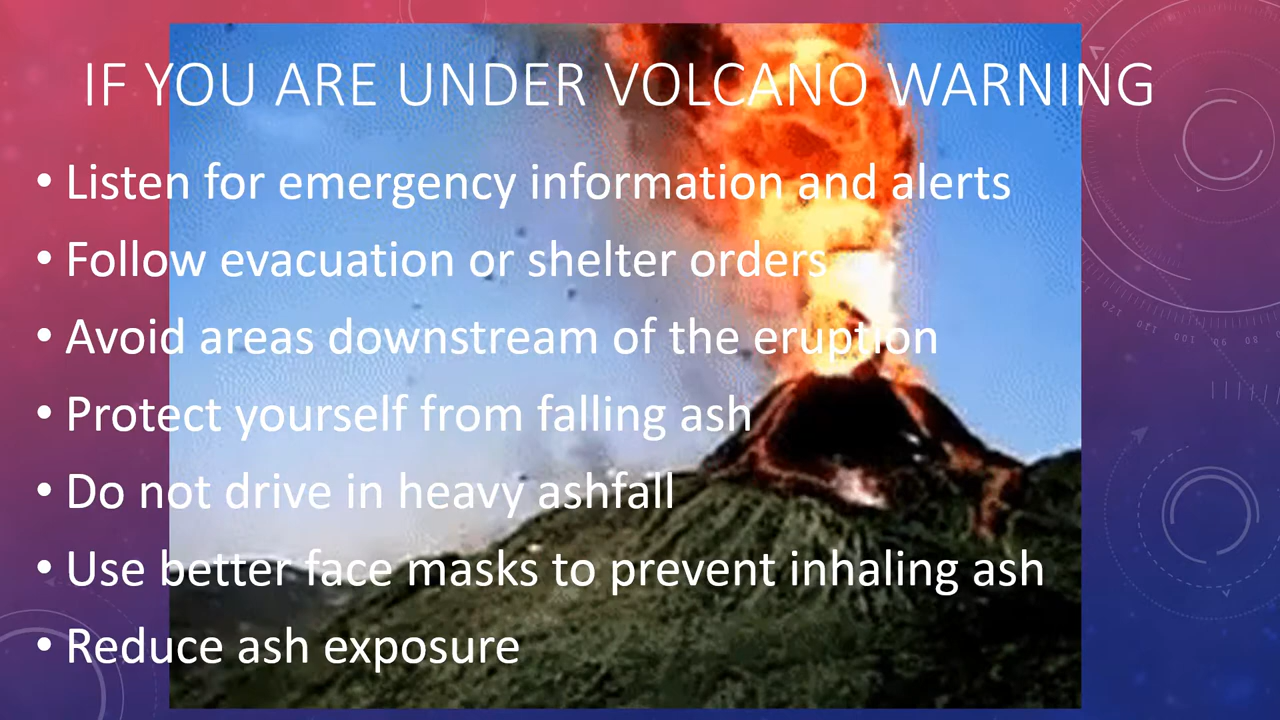 IF YOU ARE UNDER VOLCANO WARNING
• Listen for emergency information and alerts
• Follow evacuation or shelter orders
• Avoid areas downstream of the eruption
• Protect yourself from falling ash
• Do not drive in heavy ashfall
• Use better face masks to prevent inhaling ash
• Reduce ash exposure